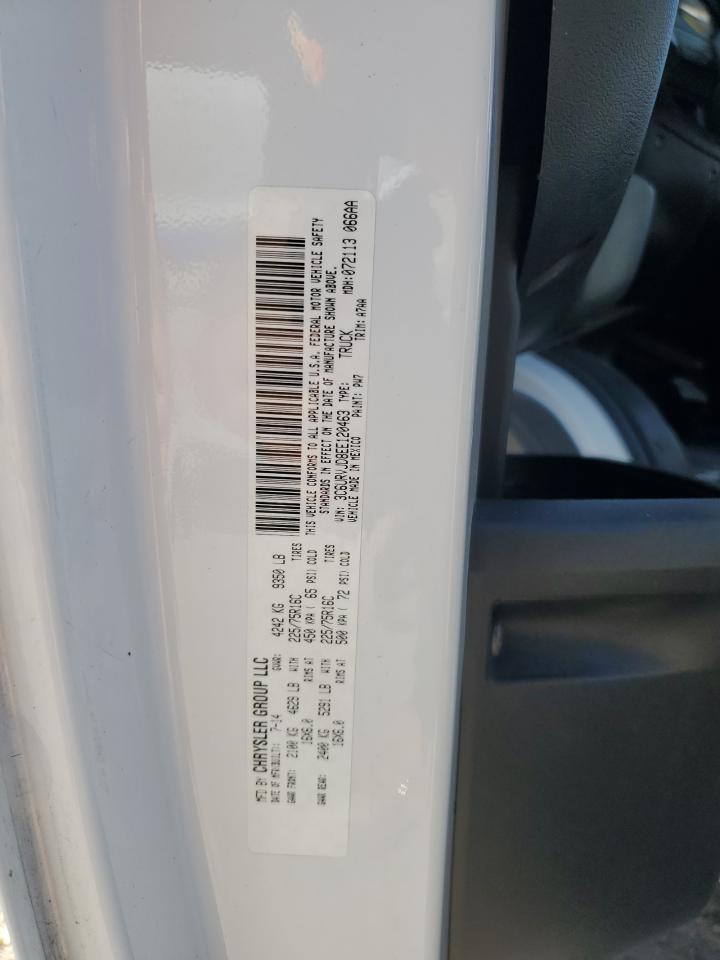 MFD BY CHRYSLER GROUP LLC
DATE OF MFR(BUILT): 7-14 GVWR: 4242 KG 9350 LB
GAWR FRONT: 2100 KG 4629 LB WITH 225/75R16C TIRES
16X6.0 RIMS AT 450 KPA ( 65 PSI) COLD
GAWR REAR: 2400 KG 5291 LB WITH 225/75R16C TIRES
16X6.0 RIMS AT 500 KPA ( 72 PSI) COLD
THIS VEHICLE CONFORMS TO ALL APPLICABLE U.S.A. FEDERAL MOTOR VEHICLE SAFETY
STANDARDS IN EFFECT ON THE DATE OF MANUFACTURE SHOWN ABOVE.
VIN: 3C6URVJD8EE120463 TYPE: TRUCK MDH:072113 066AA
VEHICLE MADE IN MEXICO PAINT: PW7 TRIM: A7AA